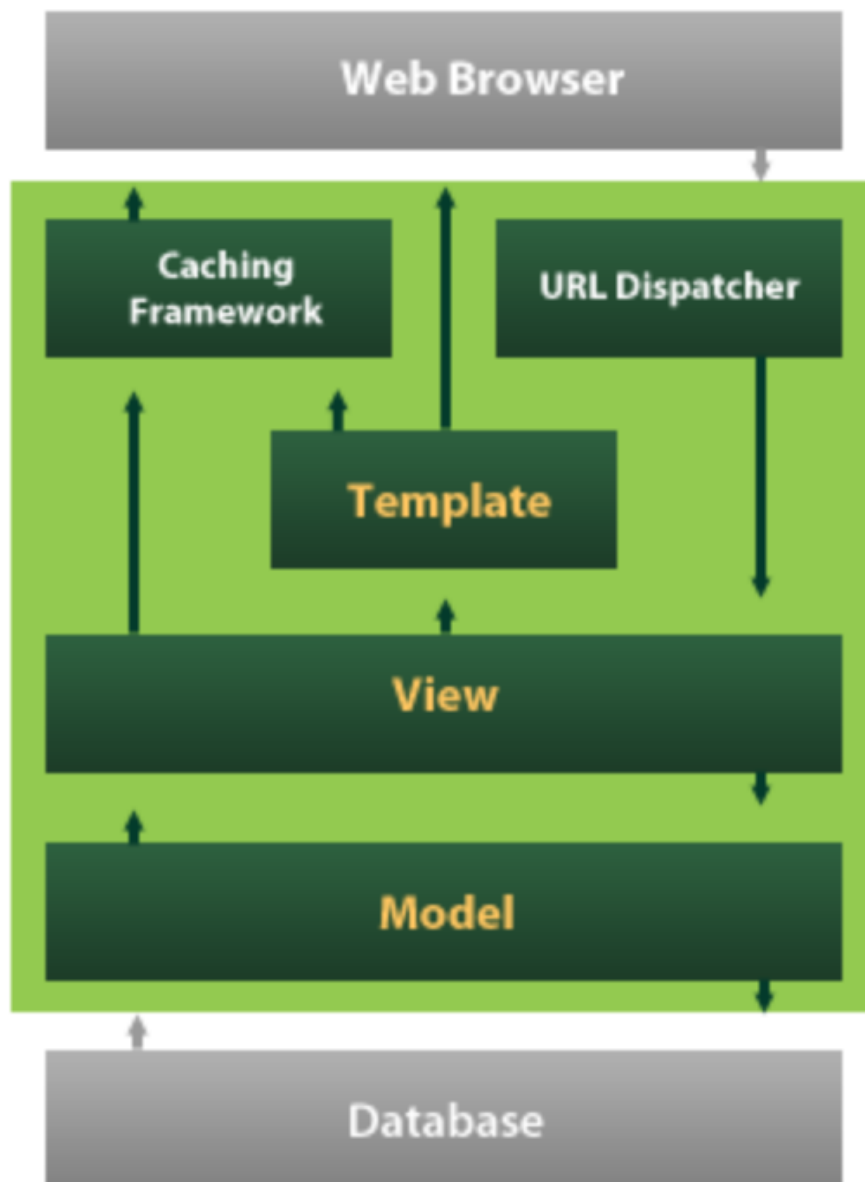 Web Browser
Caching
Framework
URL Dispatcher
Template
View
Model
Database